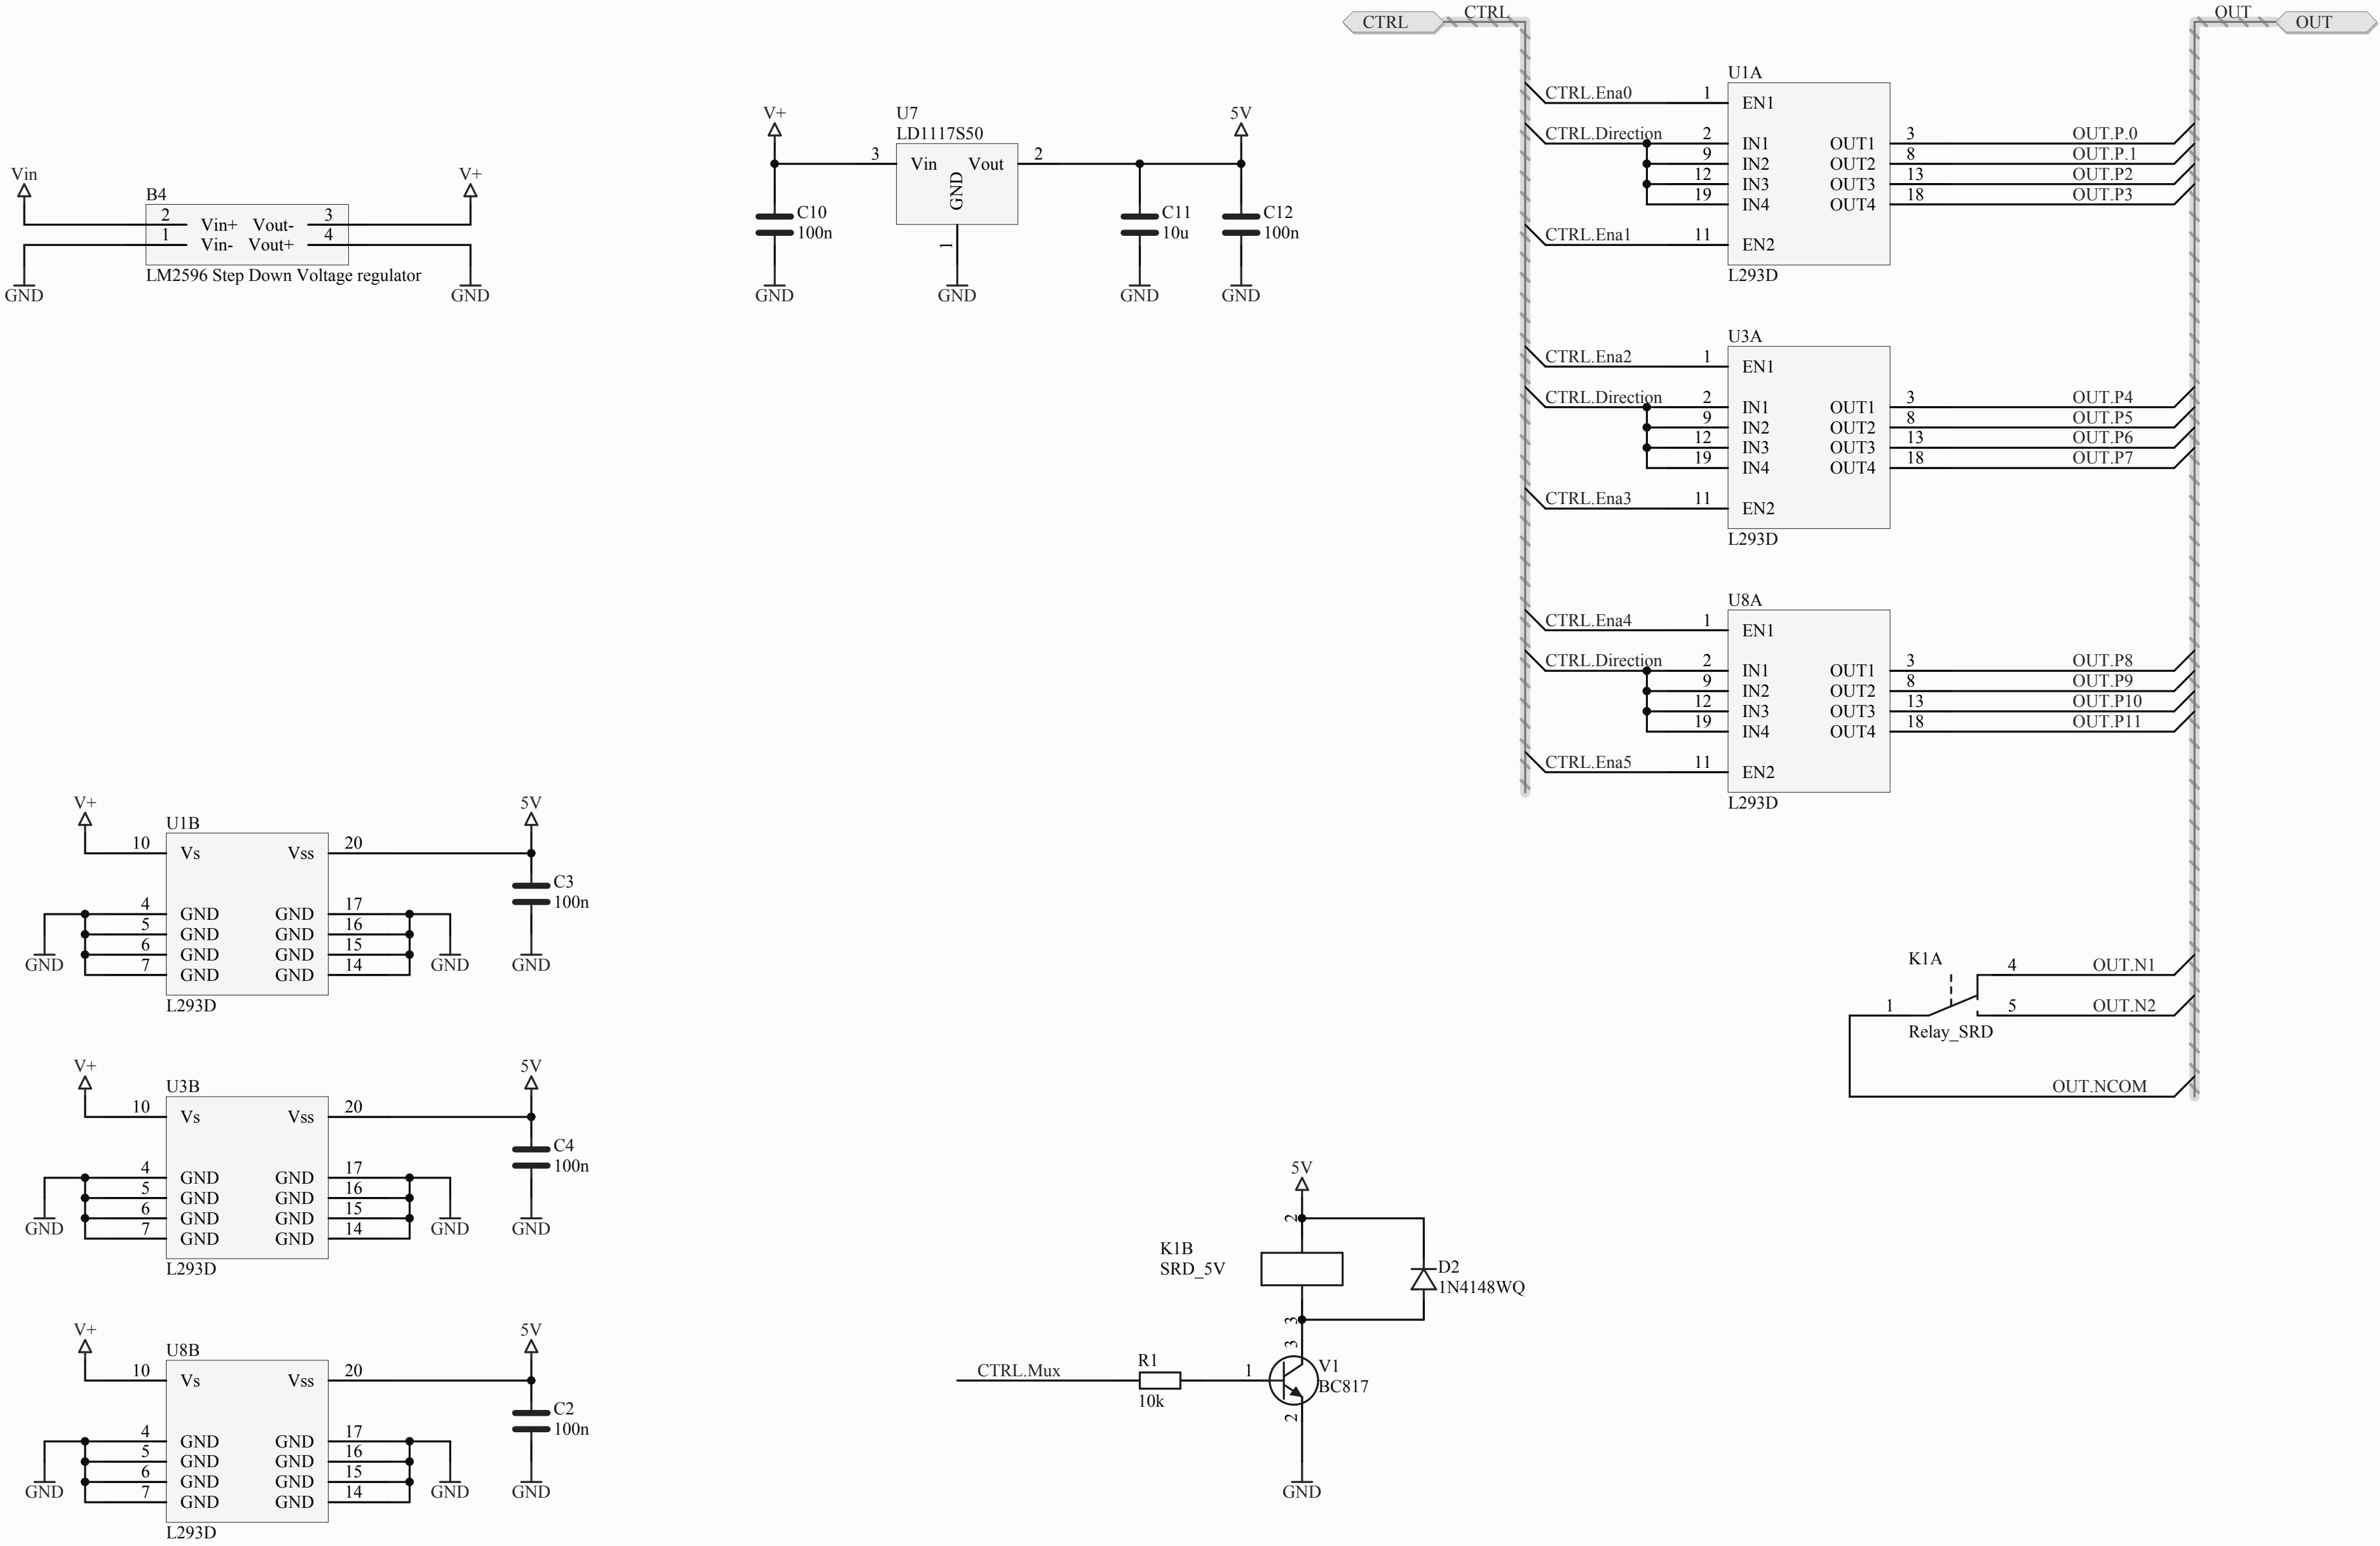 CTRL
CTRL
OUT
OUT
Vin
V+
B4
2
Vin+
Vout-
3
1
Vin-
Vout+
4
LM2596 Step Down Voltage regulator
GND
GND
V+
U7
LD1117S50
5V
3
Vin
Vout
2
GND
1
C10
100n
C11
10u
C12
100n
GND
GND
GND
GND
U1A
CTRL.Ena0
1
EN1
CTRL.Direction
2
IN1
OUT1
3
OUT.P.0
9
IN2
OUT2
8
OUT.P.1
12
IN3
OUT3
13
OUT.P2
19
IN4
OUT4
18
OUT.P3
CTRL.Ena1
11
EN2
L293D
U3A
CTRL.Ena2
1
EN1
CTRL.Direction
2
IN1
OUT1
3
OUT.P4
9
IN2
OUT2
8
OUT.P5
12
IN3
OUT3
13
OUT.P6
19
IN4
OUT4
18
OUT.P7
CTRL.Ena3
11
EN2
L293D
U8A
CTRL.Ena4
1
EN1
CTRL.Direction
2
IN1
OUT1
3
OUT.P8
9
IN2
OUT2
8
OUT.P9
12
IN3
OUT3
13
OUT.P10
19
IN4
OUT4
18
OUT.P11
CTRL.Ena5
11
EN2
L293D
V+
U1B
5V
10
Vs
Vss
20
C3
100n
4
GND
GND
17
5
GND
GND
16
6
GND
GND
15
7
GND
GND
14
GND
GND
GND
L293D
V+
U3B
5V
10
Vs
Vss
20
C4
100n
4
GND
GND
17
5
GND
GND
16
6
GND
GND
15
7
GND
GND
14
GND
GND
GND
L293D
V+
U8B
5V
10
Vs
Vss
20
C2
100n
4
GND
GND
17
5
GND
GND
16
6
GND
GND
15
7
GND
GND
14
GND
GND
GND
L293D
K1A
4
OUT.N1
1
5
OUT.N2
Relay_SRD
OUT.NCOM
5V
2
K1B
SRD_5V
D2
1N4148WQ
3
3
CTRL.Mux
R1
10k
1
V1
BC817
2
GND